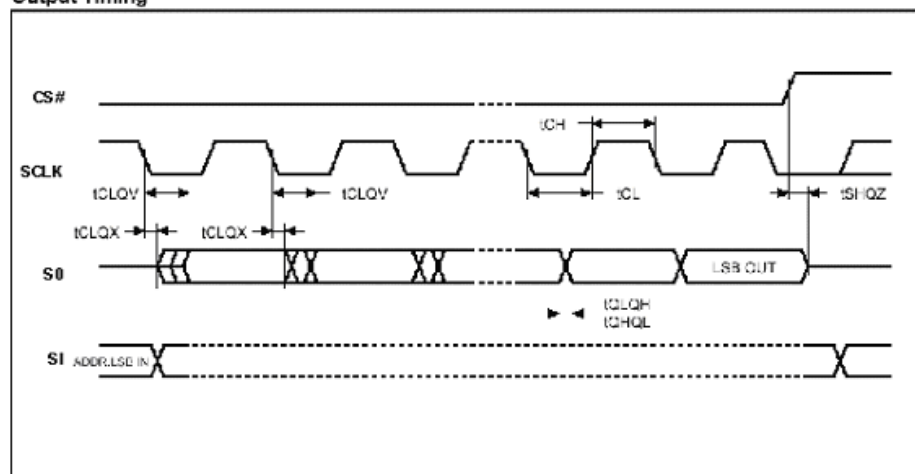 Output Timing
CS#
tCH
SCLK
tCLQV
tCLQV
tCL
tSHQZ
tCLQX
tCLQX
SO
LSB OUT
tQLQH
tQHQL
SI
ADDR.LSB IN